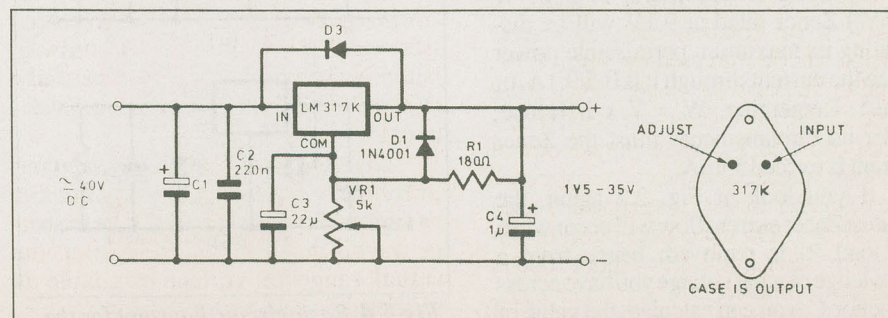 D3
LM 317K
IN
OUT
COM
D1
1N4001
R1
180Ω
C2
220n
+
C1
≃ 40V
DC
C3
22µ
VR1
5k
+
C4
1µ
1V5 – 35V
+
−
ADJUST
INPUT
317K
CASE IS OUTPUT